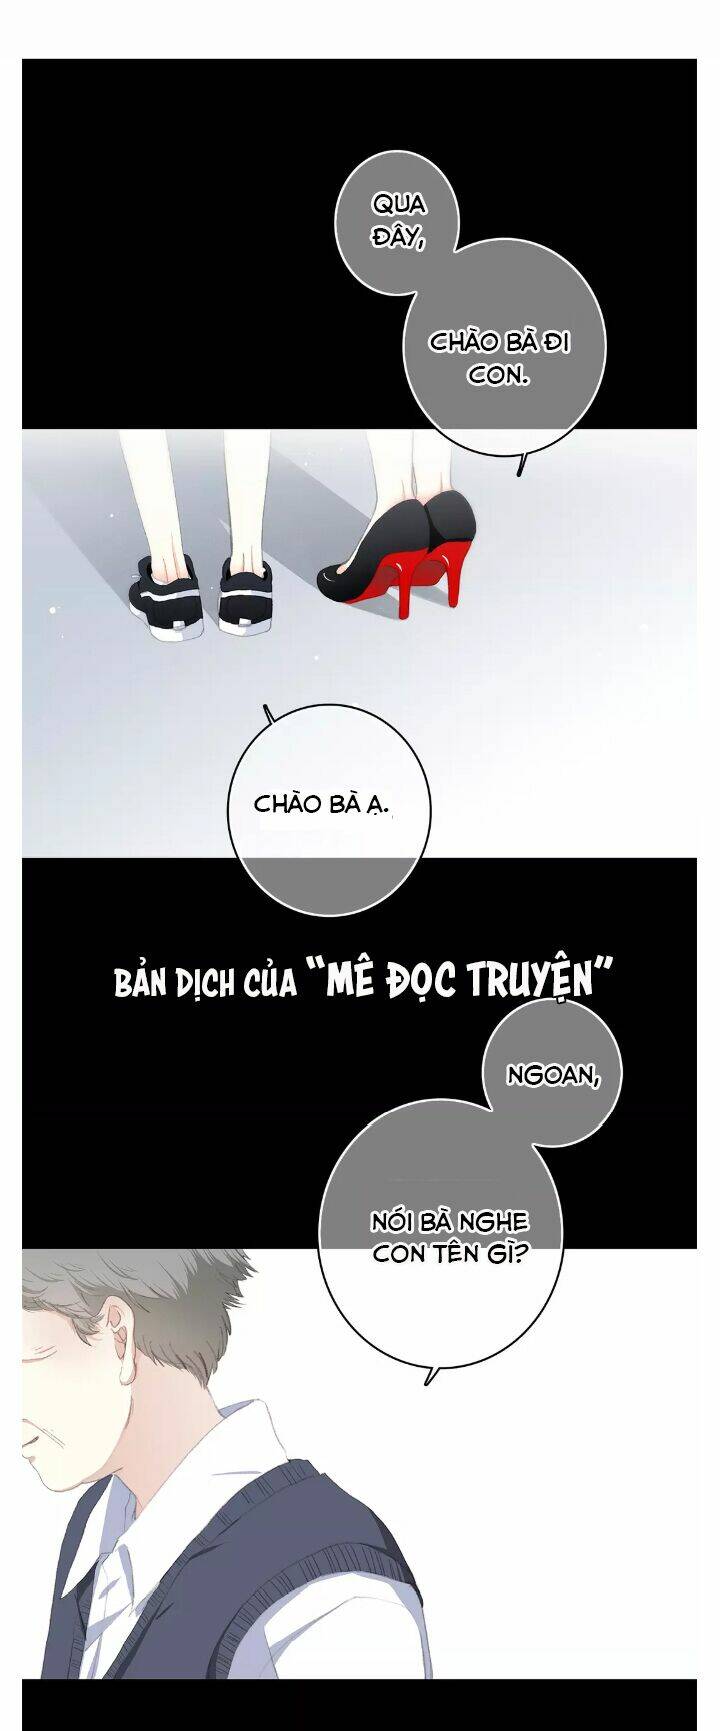 QUA
ĐÂY,
CHÀO BÀ ĐI
CON.
CHÀO BÀ Ạ.
BẢN DỊCH CỦA "MÊ ĐỌC TRUYỆN"
NGOAN,
NÓI BÀ NGHE
CON TÊN GÌ?